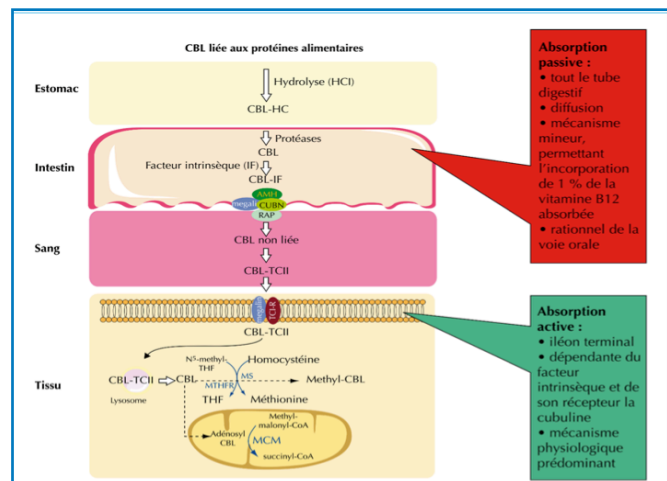 CBL liée aux protéines alimentaires
Estomac
Hydrolyse (HCl)
CBL-HC
Intestin
Protéases
CBL
Facteur intrinsèque (IF)
CBL-IF
AMH
megalin
CUBN
RAP
Sang
CBL non liée
CBL-TCII
megalin
TCI-R
CBL-TCII
Tissu
N⁵-methyl-
THF
Homocystéine
CBL-TCII
CBL
MTHFR
MS
Methyl-CBL
Lysosome
THF
Méthionine
Adénosyl
CBL
Methyl-
malonyl-CoA
MCM
succinyl-CoA
Absorption
passive :
• tout le tube
digestif
• diffusion
• mécanisme
mineur,
permettant
l’incorporation
de 1 % de la
vitamine B12
absorbée
• rationnel de la
voie orale
Absorption
active :
• iléon terminal
• dépendante du
facteur
intrinsèque et de
son récepteur la
cubuline
• mécanisme
physiologique
prédominant